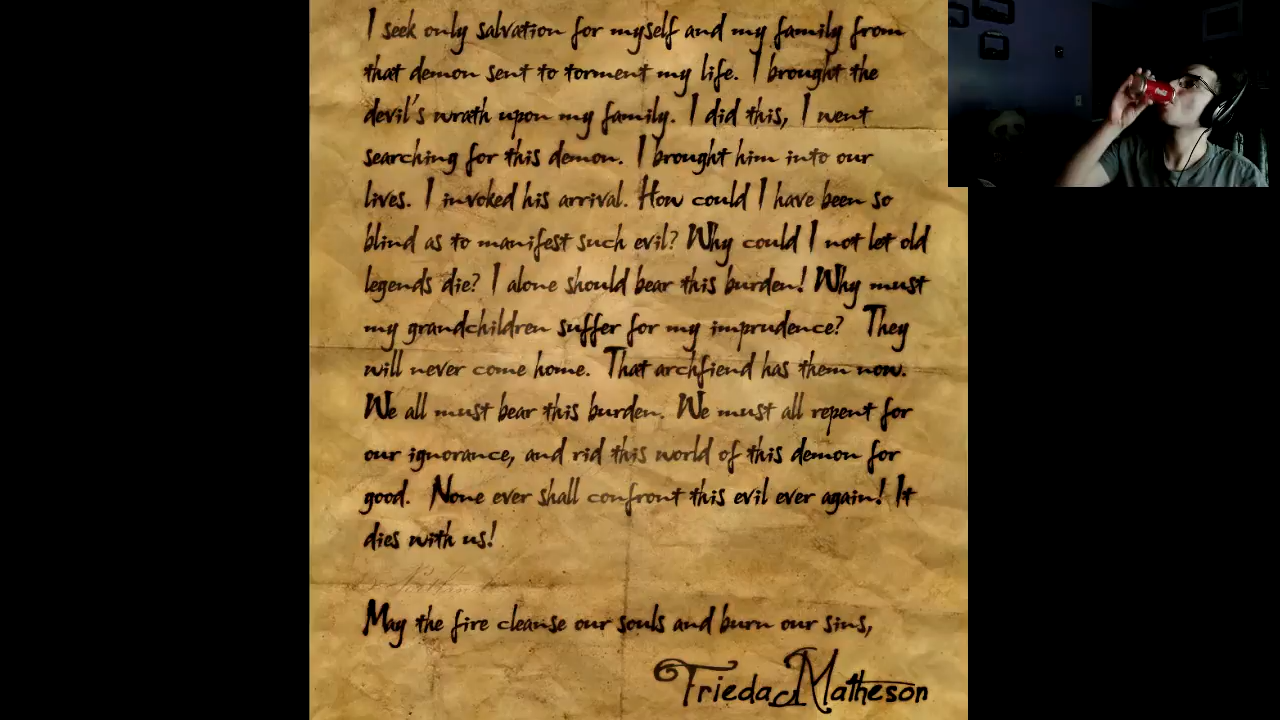 I seek only salvation for myself and my family from
that demon sent to torment my life. I brought the
devil's wrath upon my family. I did this, I went
searching for this demon. I brought him into our
lives. I invoked his arrival. How could I have been so
blind as to manifest such evil? Why could I not let old
legends die? I alone should bear this burden! Why must
my grandchildren suffer for my imprudence? They
will never come home. That archfiend has them now.
We all must bear this burden. We must all repent for
our ignorance, and rid this world of this demon for
good. None ever shall confront this evil ever again! It
dies with us!
May the fire cleanse our souls and burn our sins,
Frieda Matheson